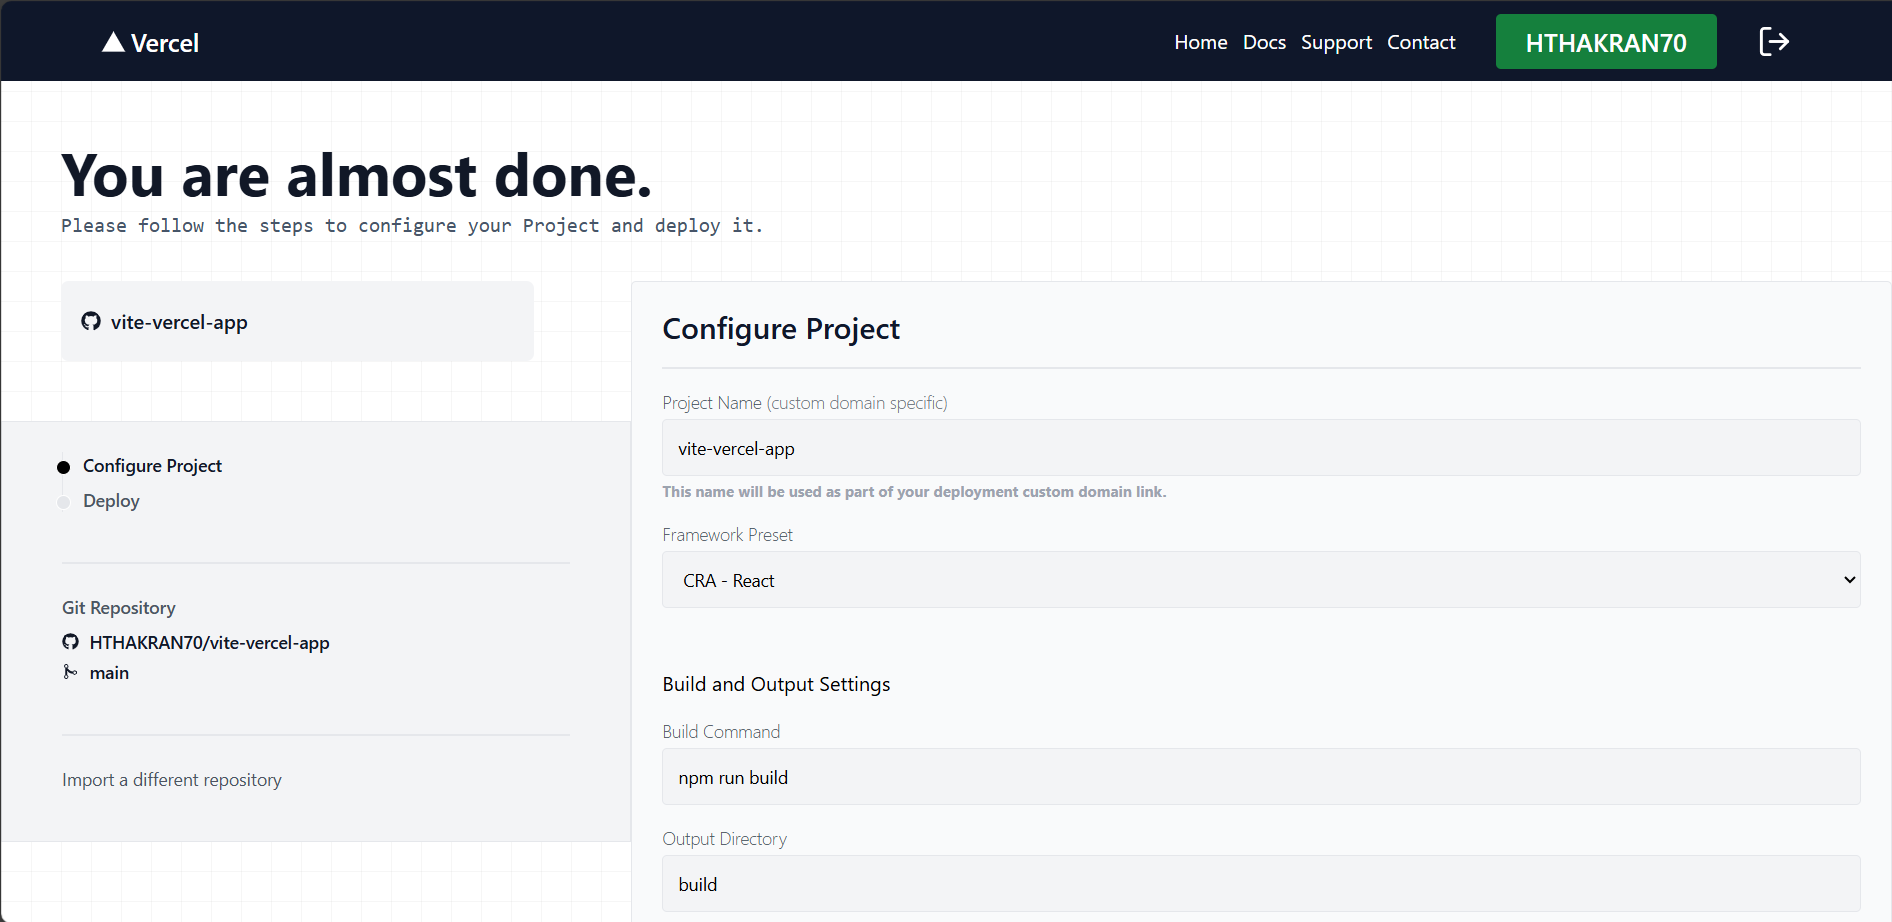 Vercel
Home Docs Support Contact HTHAKRAN70
You are almost done.
Please follow the steps to configure your Project and deploy it.
vite-vercel-app
Configure Project
Deploy
Git Repository
HTHAKRAN70/vite-vercel-app
main
Import a different repository
Configure Project
Project Name (custom domain specific)
vite-vercel-app
This name will be used as part of your deployment custom domain link.
Framework Preset
CRA - React
Build and Output Settings
Build Command
npm run build
Output Directory
build